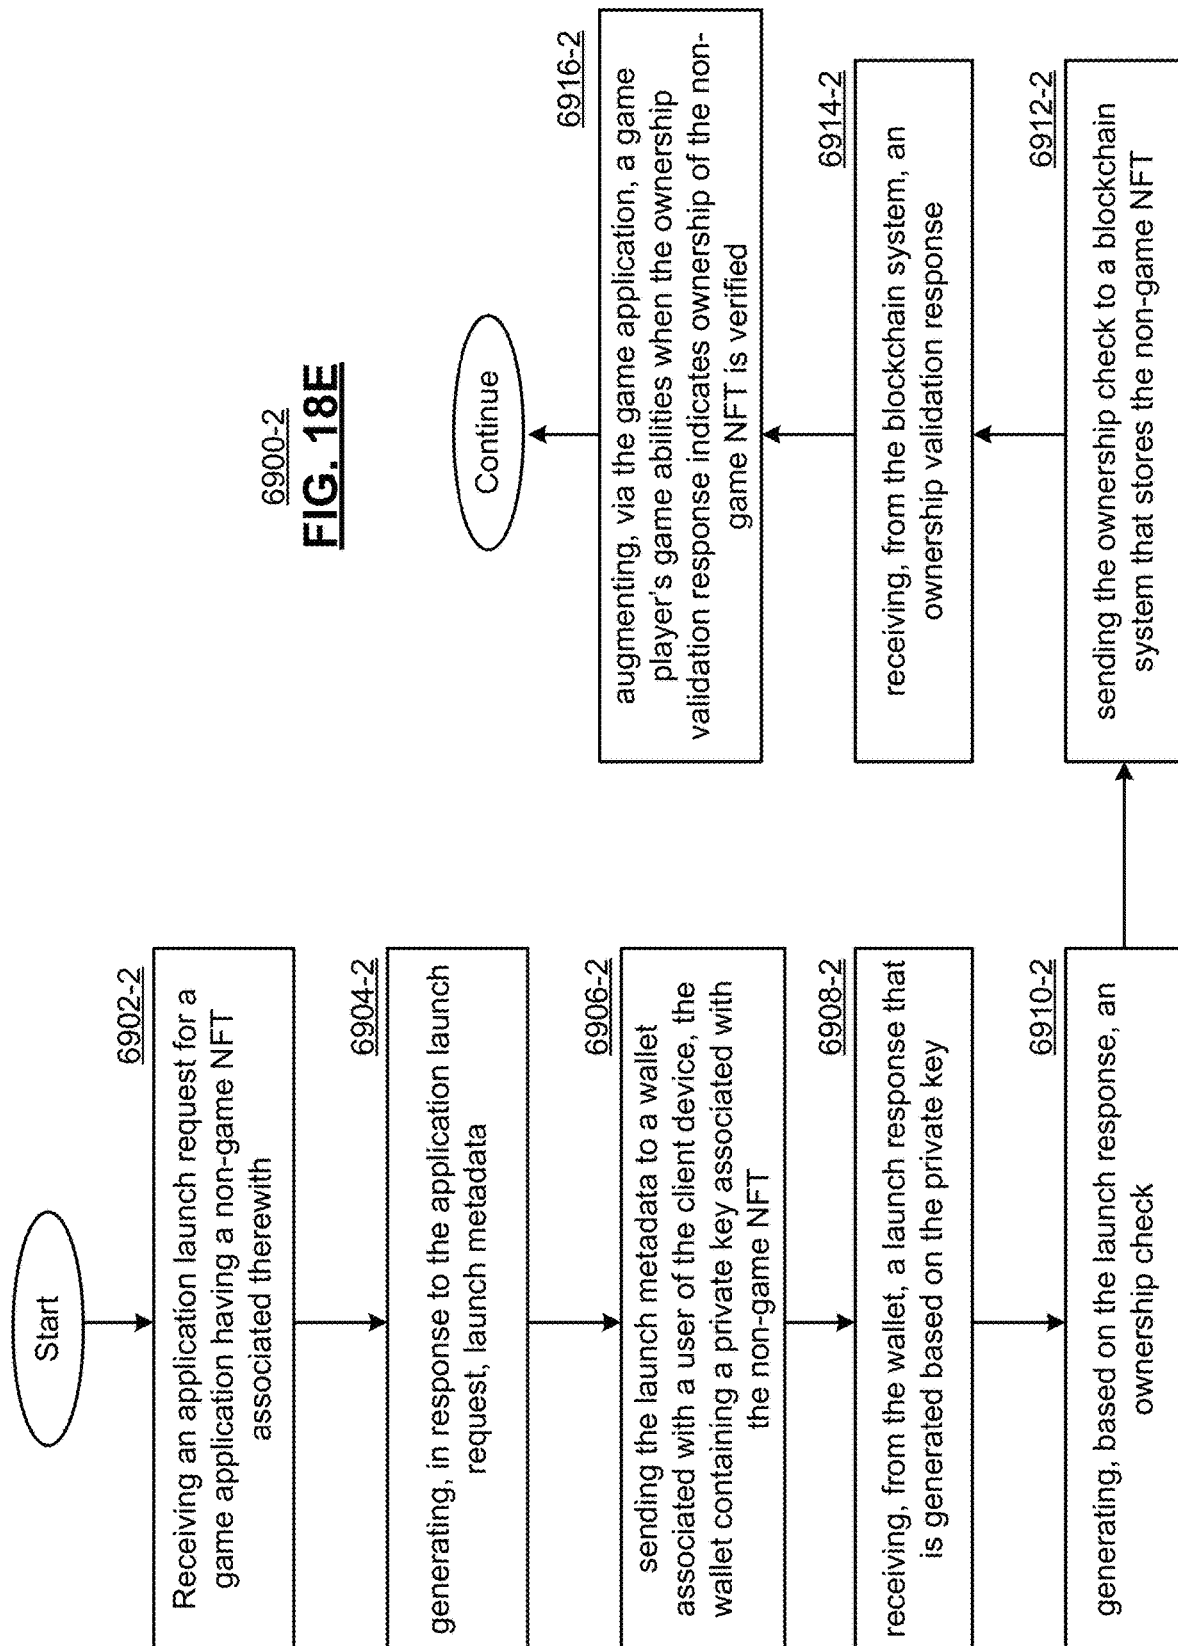 Start
6902-2
Receiving an application launch request for a
game application having a non-game NFT
associated therewith
6904-2
generating, in response to the application launch
request, launch metadata
6906-2
sending the launch metadata to a wallet
associated with a user of the client device, the
wallet containing a private key associated with
the non-game NFT
6908-2
receiving, from the wallet, a launch response that
is generated based on the private key
6910-2
generating, based on the launch response, an
ownership check
6912-2
sending the ownership check to a blockchain
system that stores the non-game NFT
6914-2
receiving, from the blockchain system, an
ownership validation response
6916-2
augmenting, via the game application, a game
player's game abilities when the ownership
validation response indicates ownership of the non-
game NFT is verified
Continue
6900-2
FIG. 18E